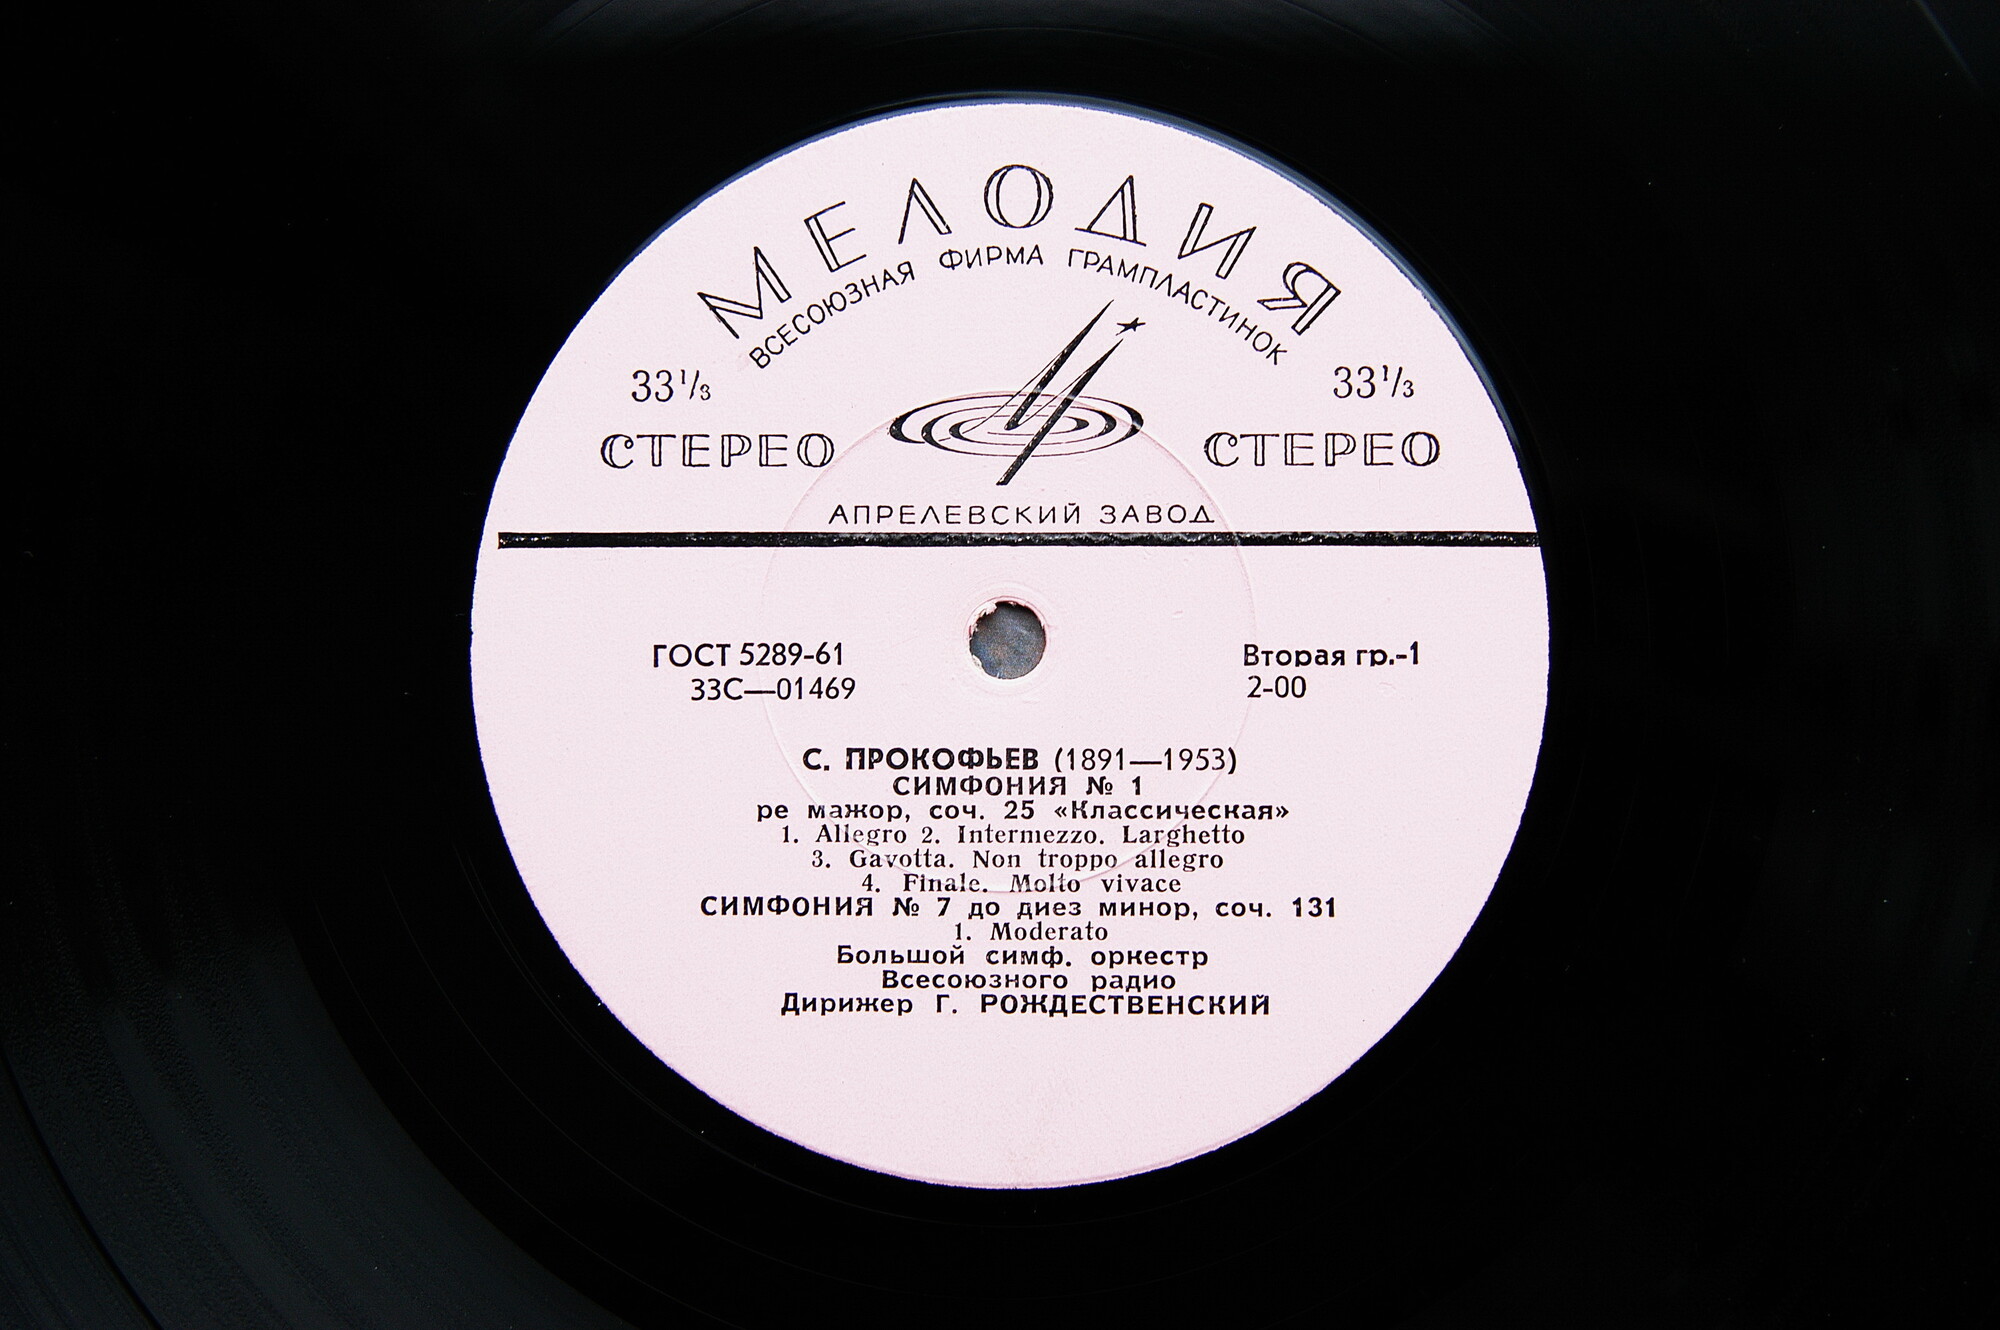 МЕЛОДИЯ
ВСЕСОЮЗНАЯ ФИРМА ГРАМПЛАСТИНОК
33⅓ 33⅓
СТЕРЕО СТЕРЕО
АПРЕЛЕВСКИЙ ЗАВОД
ГОСТ 5289-61 Вторая гр.-1
33С—01469 2-00
С. ПРОКОФЬЕВ (1891—1953)
СИМФОНИЯ № 1
ре мажор, соч. 25 «Классическая»
1. Allegro 2. Intermezzo. Larghetto
3. Gavotta. Non troppo allegro
4. Finale. Molto vivace
СИМФОНИЯ № 7 до диез минор, соч. 131
1. Moderato
Большой симф. оркестр
Всесоюзного радио
Дирижер Г. РОЖДЕСТВЕНСКИЙ